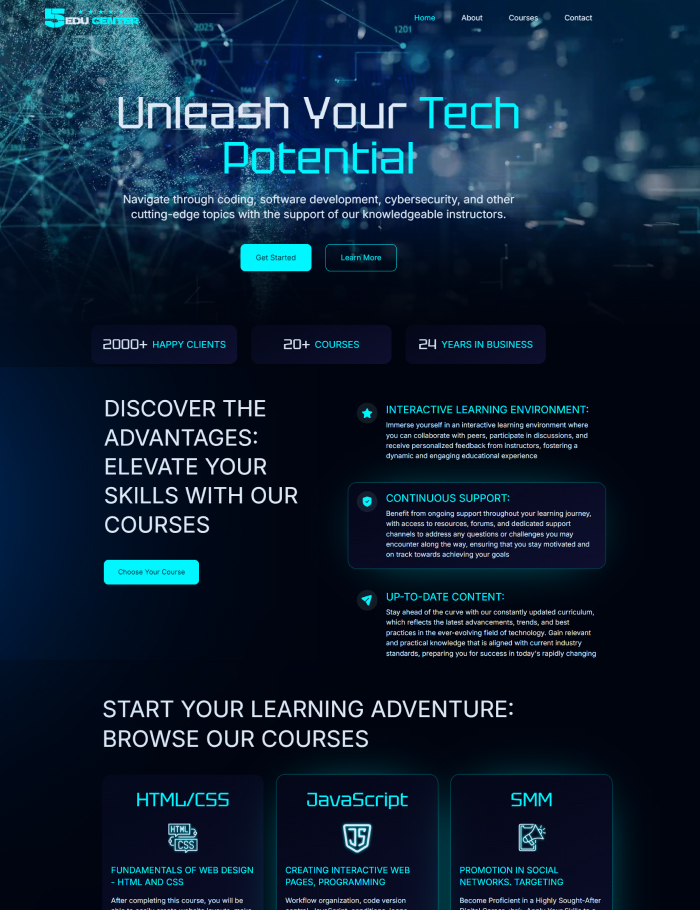 5 EDU CENTER
Home About Courses Contact
2025
1201
1793
Unleash Your Tech
Potential
Navigate through coding, software development, cybersecurity, and other
cutting-edge topics with the support of our knowledgeable instructors.
Get Started Learn More
2000+ HAPPY CLIENTS 20+ COURSES 24 YEARS IN BUSINESS
DISCOVER THE
ADVANTAGES:
ELEVATE YOUR
SKILLS WITH OUR
COURSES
Choose Your Course
INTERACTIVE LEARNING ENVIRONMENT:
Immerse yourself in an interactive learning environment where
you can collaborate with peers, participate in discussions, and
receive personalized feedback from instructors, fostering a
dynamic and engaging educational experience
CONTINUOUS SUPPORT:
Benefit from ongoing support throughout your learning journey,
with access to resources, forums, and dedicated support
channels to address any questions or challenges you may
encounter along the way, ensuring that you stay motivated and
on track towards achieving your goals
UP-TO-DATE CONTENT:
Stay ahead of the curve with our constantly updated curriculum,
which reflects the latest advancements, trends, and best
practices in the ever-evolving field of technology. Gain relevant
and practical knowledge that is aligned with current industry
standards, preparing you for success in today's rapidly changing
START YOUR LEARNING ADVENTURE:
BROWSE OUR COURSES
HTML/CSS
HTML
CSS
FUNDAMENTALS OF WEB DESIGN
- HTML AND CSS
After completing this course, you will be
JavaScript
JS
CREATING INTERACTIVE WEB
PAGES, PROGRAMMING
Workflow organization, code version
SMM
PROMOTION IN SOCIAL
NETWORKS. TARGETING
Become Proficient in a Highly Sought-After